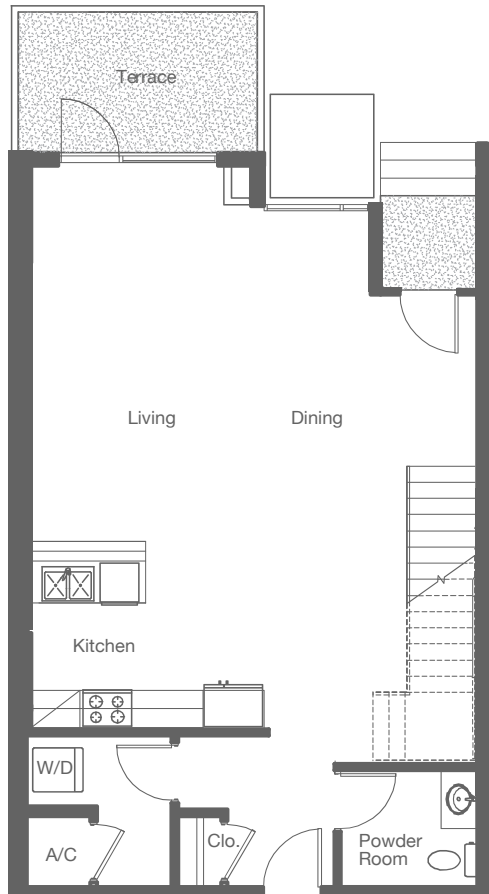 Terrace
Living
Dining
Kitchen
W/D
A/C
Clo.
Powder
Room